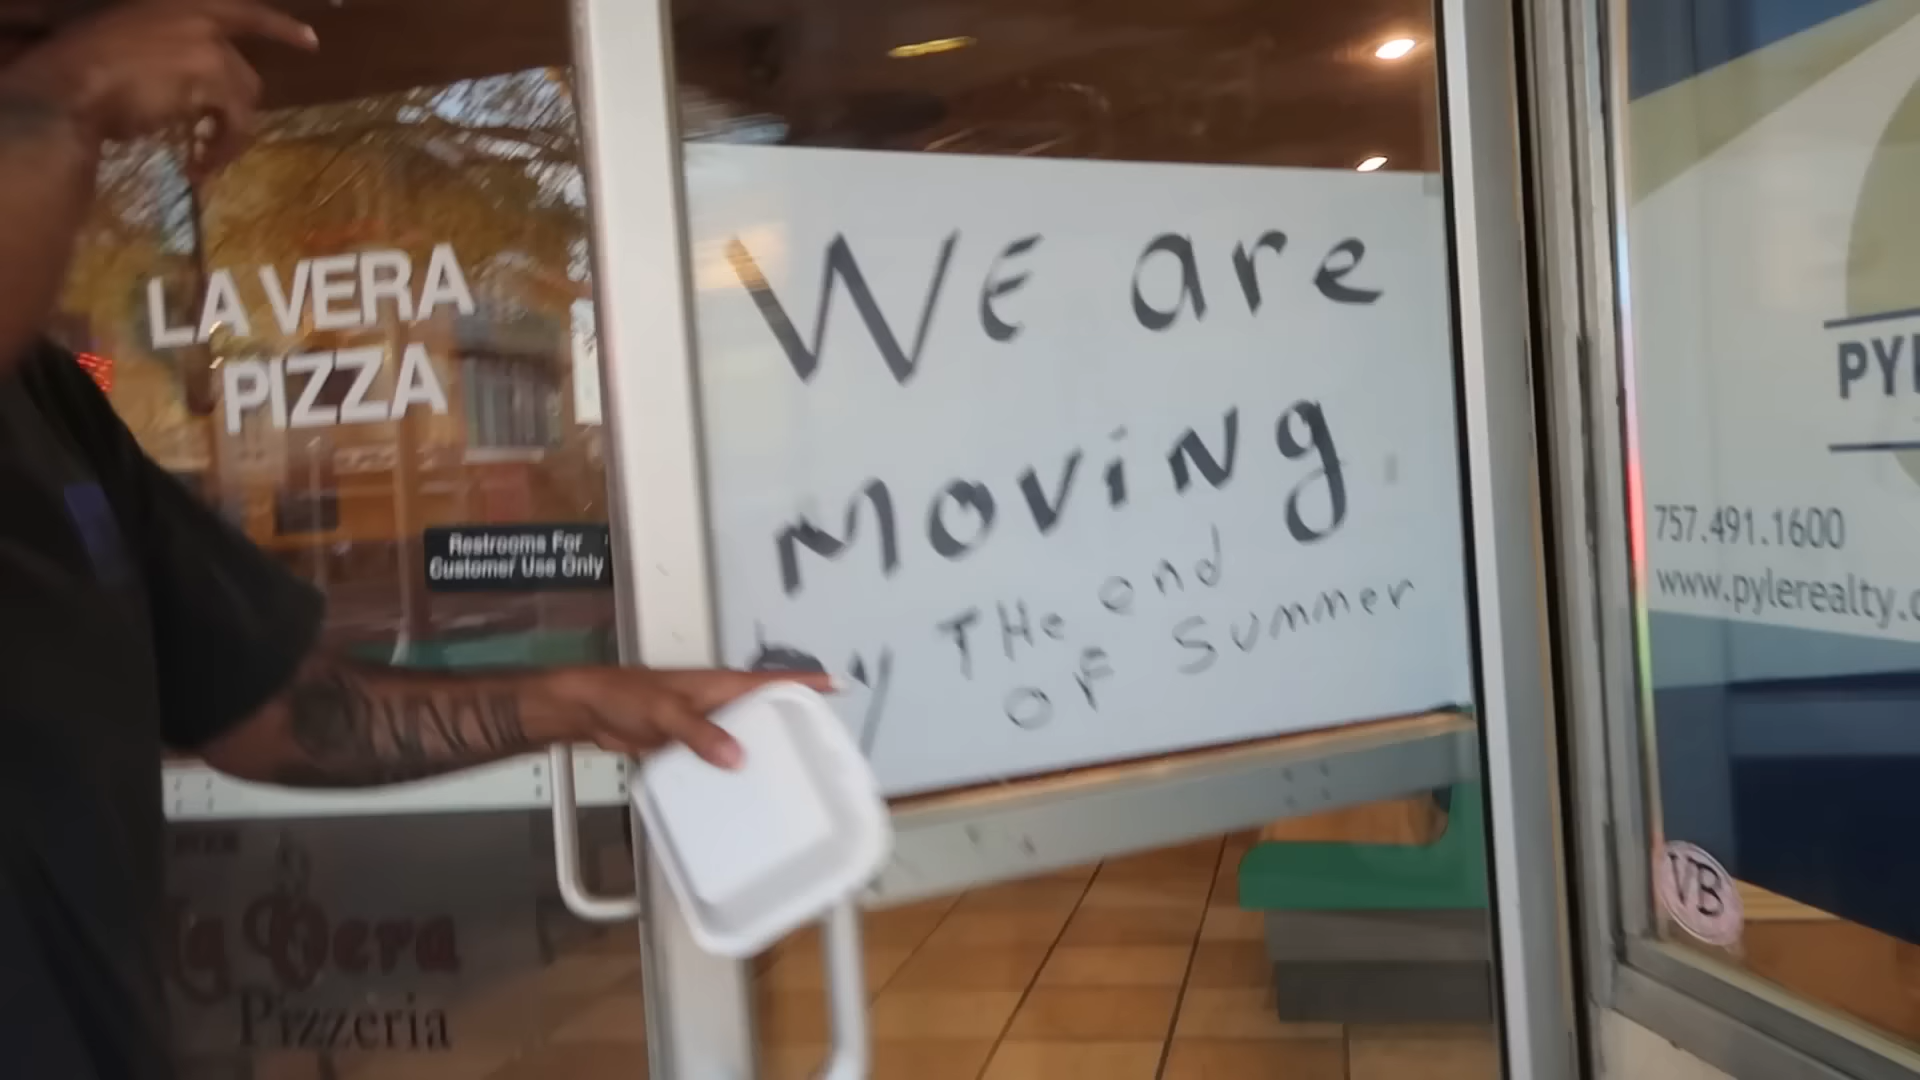 LA VERA
PIZZA
Restrooms For
Customer Use Only
La Vera
Pizzeria
WE are
MoviNg
by THe end
oF Summer
757.491.1600
www.pylerealty.c
VB